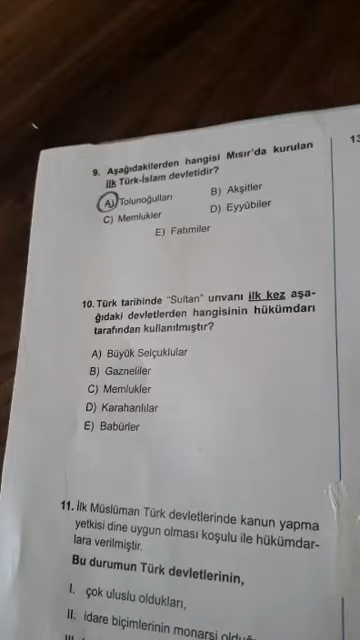 9. Aşağıdakilerden hangisi Mısır'da kurulan
ilk Türk-İslam devletidir?
A) Tolunoğulları
B) Akşitler
C) Memlukler
D) Eyyûbiler
E) Fatımiler
10. Türk tarihinde "Sultan" unvanı ilk kez aşa-
ğıdaki devletlerden hangisinin hükümdarı
tarafından kullanılmıştır?
A) Büyük Selçuklular
B) Gazneliler
C) Memlukler
D) Karahanlılar
E) Babürler
11. İlk Müslüman Türk devletlerinde kanun yapma
yetkisi dine uygun olması koşulu ile hükümdar-
lara verilmiştir.
Bu durumun Türk devletlerinin,
I. çok uluslu oldukları,
II. idare biçimlerinin monarşi
13